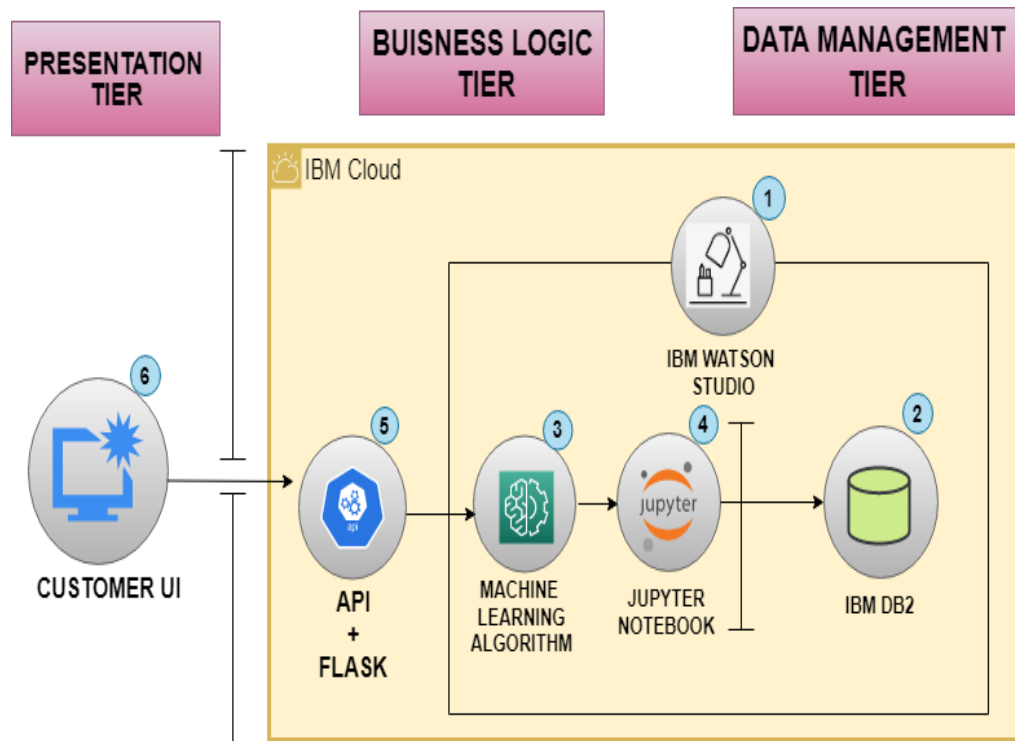 PRESENTATION
TIER
BUISNESS LOGIC
TIER
DATA MANAGEMENT
TIER
IBM Cloud
1
IBM WATSON
STUDIO
6
CUSTOMER UI
5
api
API
+
FLASK
3
MACHINE
LEARNING
ALGORITHM
4
jupyter
JUPYTER
NOTEBOOK
2
IBM DB2